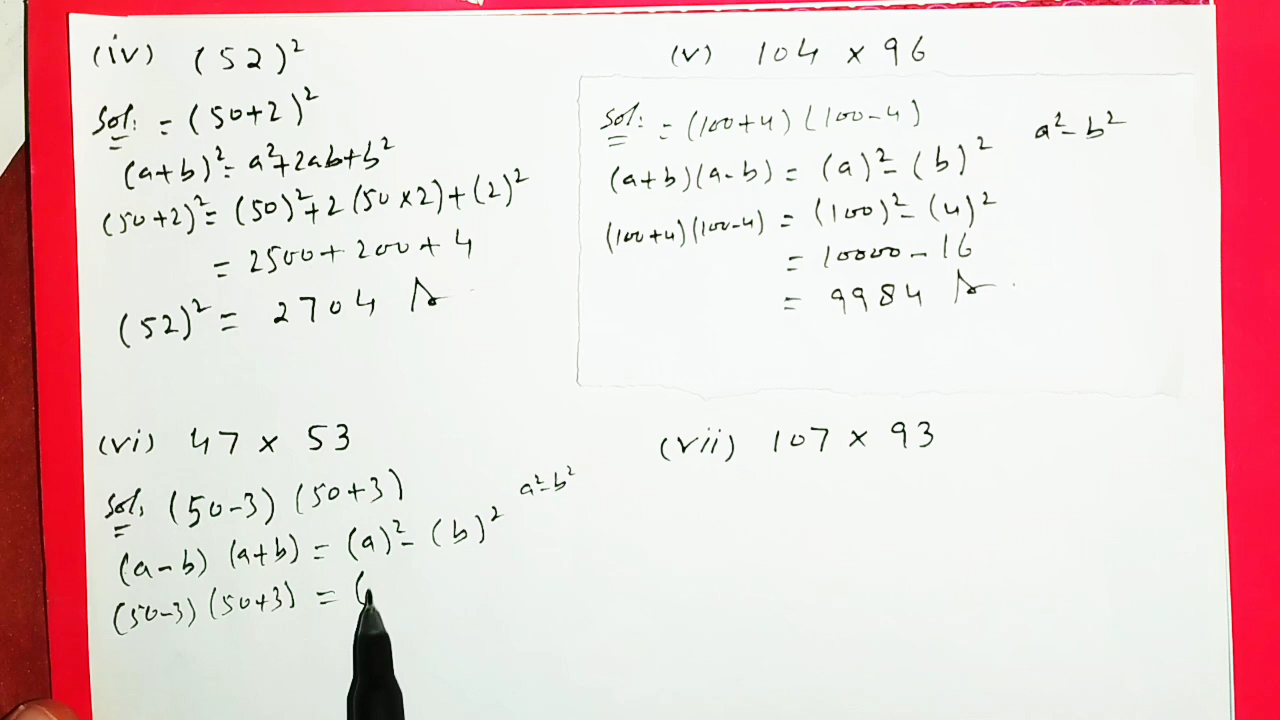 (iv) (52)²
Sol: = (50+2)²
(a+b)² = a²+2ab+b²
(50+2)² = (50)²+2(50×2)+(2)²
= 2500+200+4
(52)² = 2704
(v) 104 × 96
Sol: = (100+4)(100-4)
a²-b²
(a+b)(a-b) = (a)²-(b)²
(100+4)(100-4) = (100)²-(4)²
= 10000-16
= 9984
(vi) 47 × 53
Sol: (50-3)(50+3)
a²-b²
(a-b)(a+b) = (a)²-(b)²
(50-3)(50+3) = (
(vii) 107 × 93